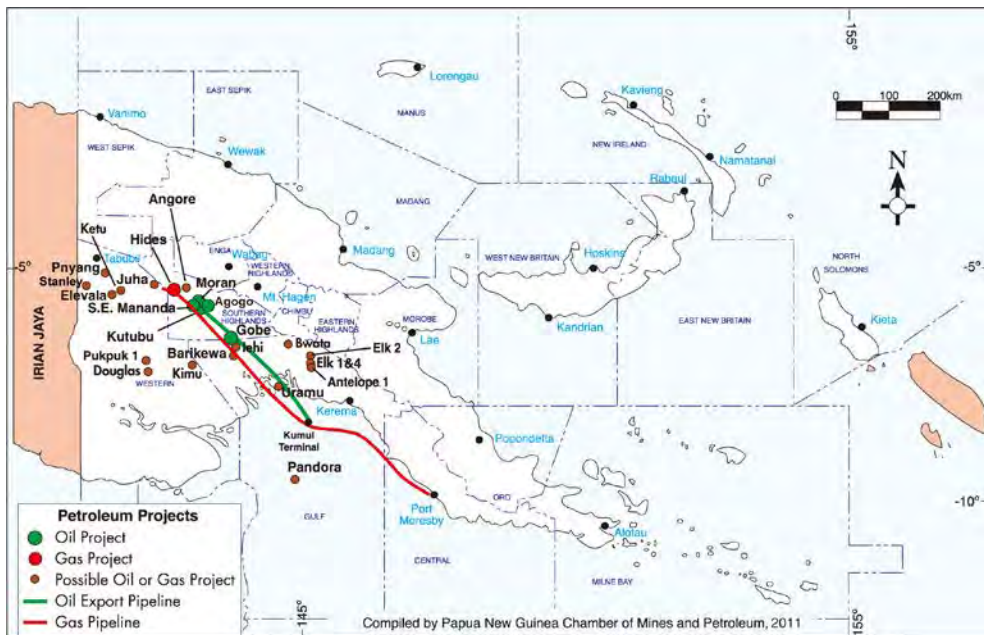 155°
EAST SEPIK
Lorengau
MANUS
Kavieng
0 100 200km
Vanimo
WEST SEPIK
Wewak
NEW IRELAND
Namatanai
N
Rabaul
Angore
MADANG
Ketu
Hides
Tabubil
ENGA
Wabag
WESTERN
HIGHLANDS
Madang
Hoskins
WEST NEW BRITAIN
NORTH
SOLOMONS
-5°
-5°
Pnyang
Stanley
Elevala
Juha
Moran
Agogo
Mt. Hagen
CHIMBU
S.E. Mananda
SOUTHERN
HIGHLANDS
EASTERN
HIGHLANDS
MOROBE
Lae
Kandrian
EAST NEW BRITAIN
Kieta
IRIAN JAYA
Kutubu
Gobe
Iehi
Bwata
Elk 2
Pukpuk 1
Douglas
Barikewa
Kimu
Elk 1&4
Antelope 1
WESTERN
Uramu
Kerema
Kumul
Terminal
Popondetta
Pandora
ORO
-10°
Port
Moresby
Alotau
GULF
CENTRAL
MILNE BAY
Petroleum Projects
Oil Project
Gas Project
Possible Oil or Gas Project
Oil Export Pipeline
Gas Pipeline
145°
155°
Compiled by Papua New Guinea Chamber of Mines and Petroleum, 2011